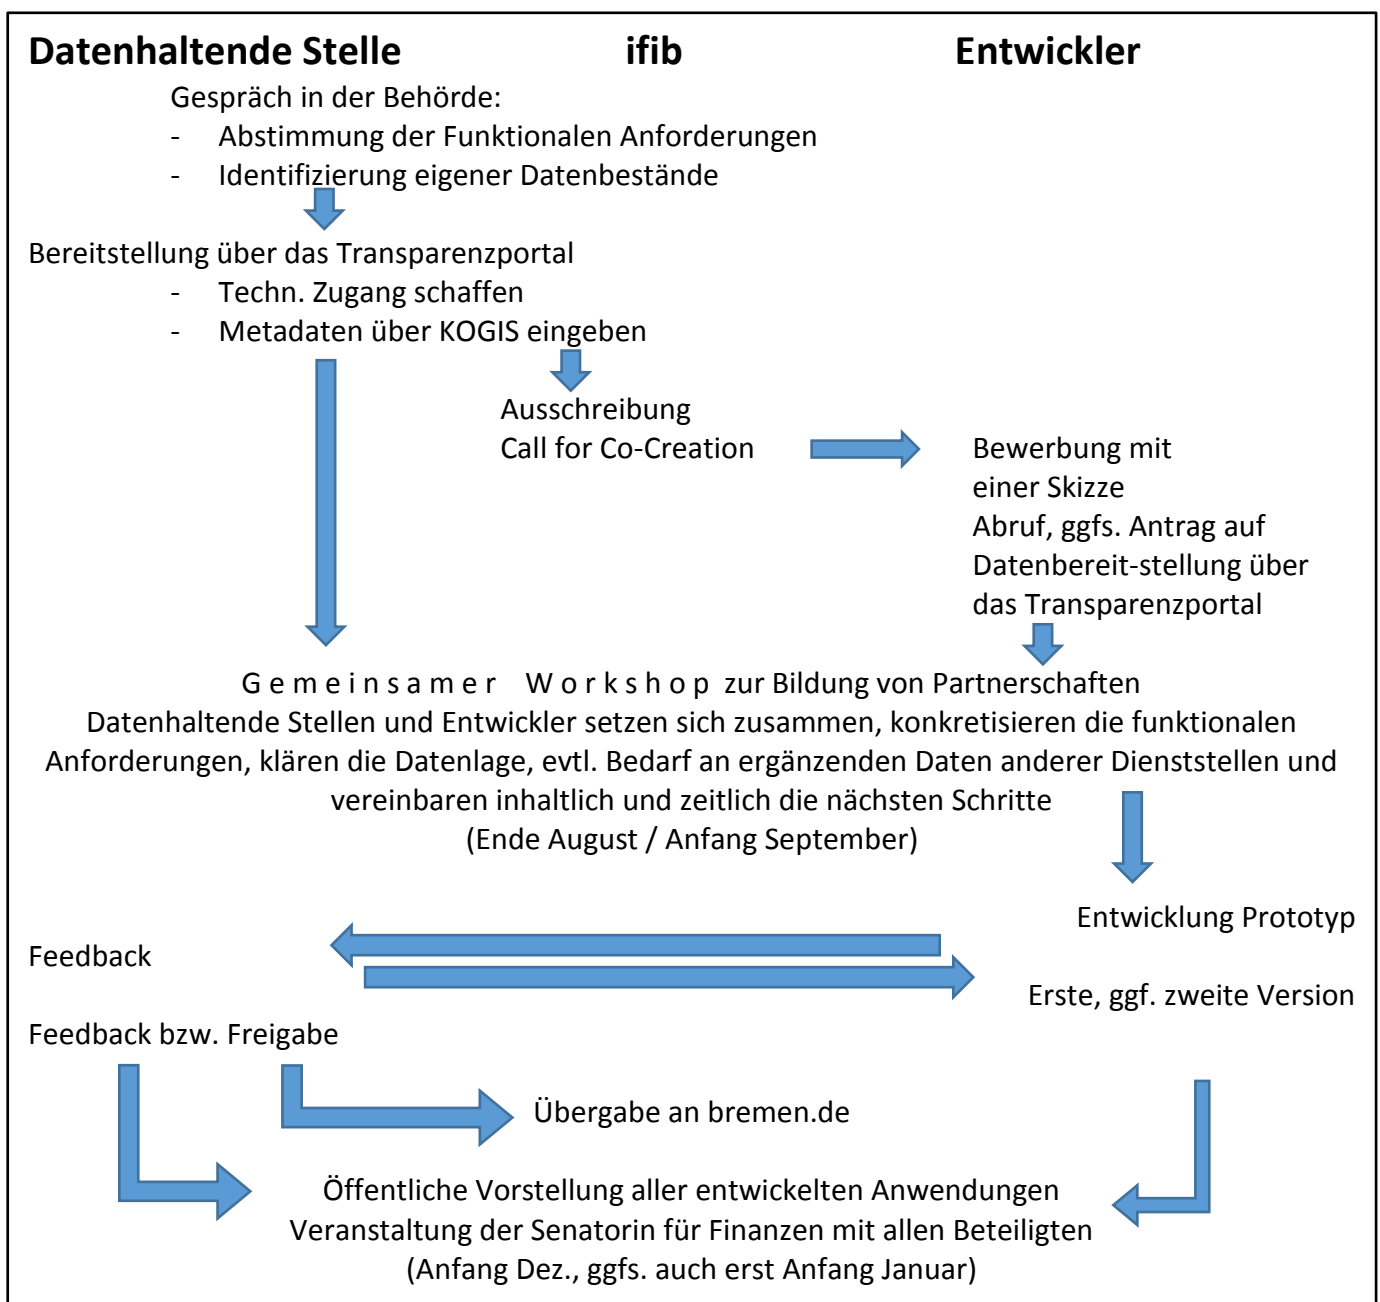 Datenhaltende Stelle ifib Entwickler
Gespräch in der Behörde:
- Abstimmung der Funktionalen Anforderungen
- Identifizierung eigener Datenbestände
Bereitstellung über das Transparenzportal
- Techn. Zugang schaffen
- Metadaten über KOGIS eingeben
Ausschreibung
Call for Co-Creation
Bewerbung mit
einer Skizze
Abruf, ggfs. Antrag auf
Datenbereit-stellung über
das Transparenzportal
G e m e i n s a m e r W o r k s h o p zur Bildung von Partnerschaften
Datenhaltende Stellen und Entwickler setzen sich zusammen, konkretisieren die funktionalen
Anforderungen, klären die Datenlage, evtl. Bedarf an ergänzenden Daten anderer Dienststellen und
vereinbaren inhaltlich und zeitlich die nächsten Schritte
(Ende August / Anfang September)
Entwicklung Prototyp
Feedback
Erste, ggf. zweite Version
Feedback bzw. Freigabe
Übergabe an bremen.de
Öffentliche Vorstellung aller entwickelten Anwendungen
Veranstaltung der Senatorin für Finanzen mit allen Beteiligten
(Anfang Dez., ggfs. auch erst Anfang Januar)